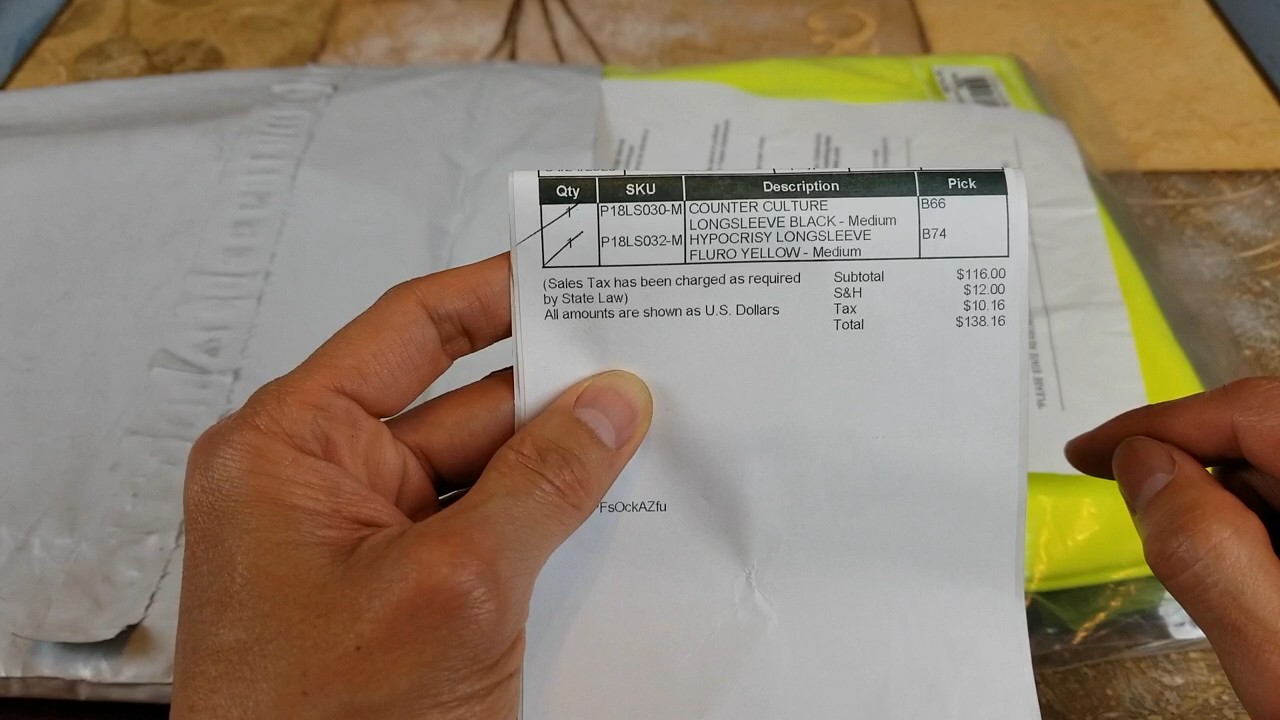 Qty SKU Description Pick
1 P18LS030-M COUNTER CULTURE B66
LONGSLEEVE BLACK - Medium
1 P18LS032-M HYPOCRISY LONGSLEEVE B74
FLURO YELLOW - Medium
(Sales Tax has been charged as required
by State Law)
All amounts are shown as U.S. Dollars
Subtotal $116.00
S&H $12.00
Tax $10.16
Total $138.16
FsOckAZfu